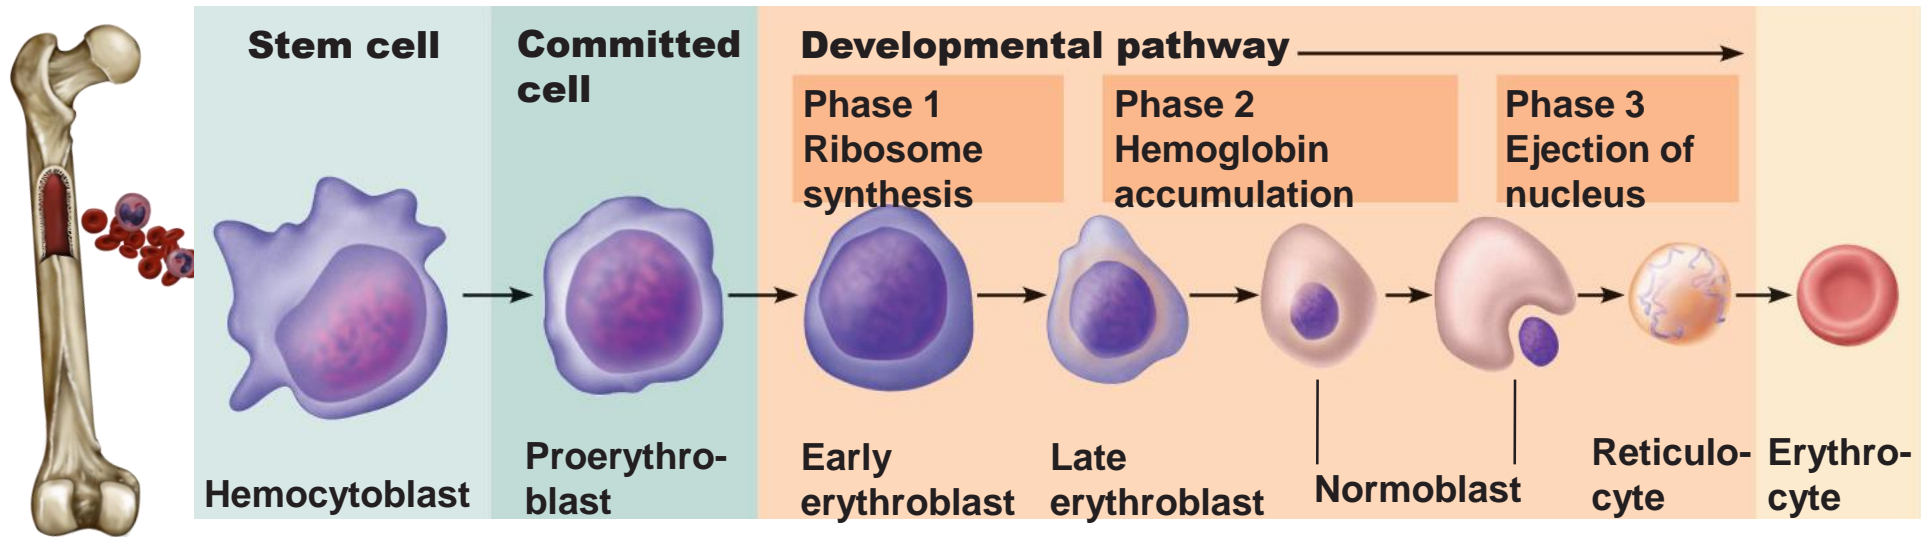 Stem cell
Committed
cell
Developmental pathway
Phase 1
Ribosome
synthesis
Phase 2
Hemoglobin
accumulation
Phase 3
Ejection of
nucleus
Hemocytoblast
Proerythro-
blast
Early
erythroblast
Late
erythroblast
Normoblast
Reticulo-
cyte
Erythro-
cyte